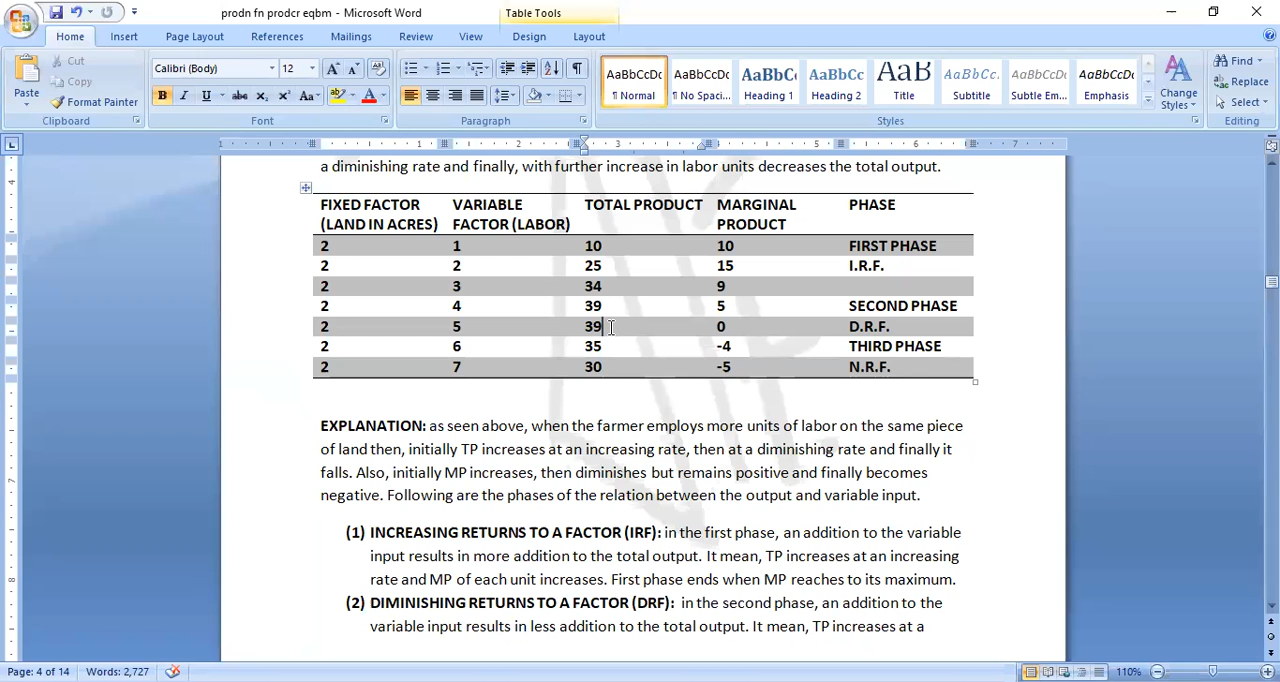 prodn fn prodcr eqbm - Microsoft Word
Table Tools
Home Insert Page Layout References Mailings Review View Design Layout
Paste
Cut
Copy
Format Painter
Clipboard
Calibri (Body) 12
Font
Paragraph
AaBbCcDc AaBbCcDc AaBbC AaBbCc AaB AaBbCc. AaBbCcDc AaBbCcDc
¶ Normal ¶ No Spaci... Heading 1 Heading 2 Title Subtitle Subtle Em... Emphasis
Change Styles
Styles
Find
Replace
Select
Editing
a diminishing rate and finally, with further increase in labor units decreases the total output.
FIXED FACTOR (LAND IN ACRES) VARIABLE FACTOR (LABOR) TOTAL PRODUCT MARGINAL PRODUCT PHASE
2 1 10 10 FIRST PHASE
2 2 25 15 I.R.F.
2 3 34 9
2 4 39 5 SECOND PHASE
2 5 39 0 D.R.F.
2 6 35 -4 THIRD PHASE
2 7 30 -5 N.R.F.
EXPLANATION: as seen above, when the farmer employs more units of labor on the same piece
of land then, initially TP increases at an increasing rate, then at a diminishing rate and finally it
falls. Also, initially MP increases, then diminishes but remains positive and finally becomes
negative. Following are the phases of the relation between the output and variable input.
(1) INCREASING RETURNS TO A FACTOR (IRF): in the first phase, an addition to the variable
input results in more addition to the total output. It mean, TP increases at an increasing
rate and MP of each unit increases. First phase ends when MP reaches to its maximum.
(2) DIMINISHING RETURNS TO A FACTOR (DRF): in the second phase, an addition to the
variable input results in less addition to the total output. It mean, TP increases at a
Page: 4 of 14 Words: 2,727 110%